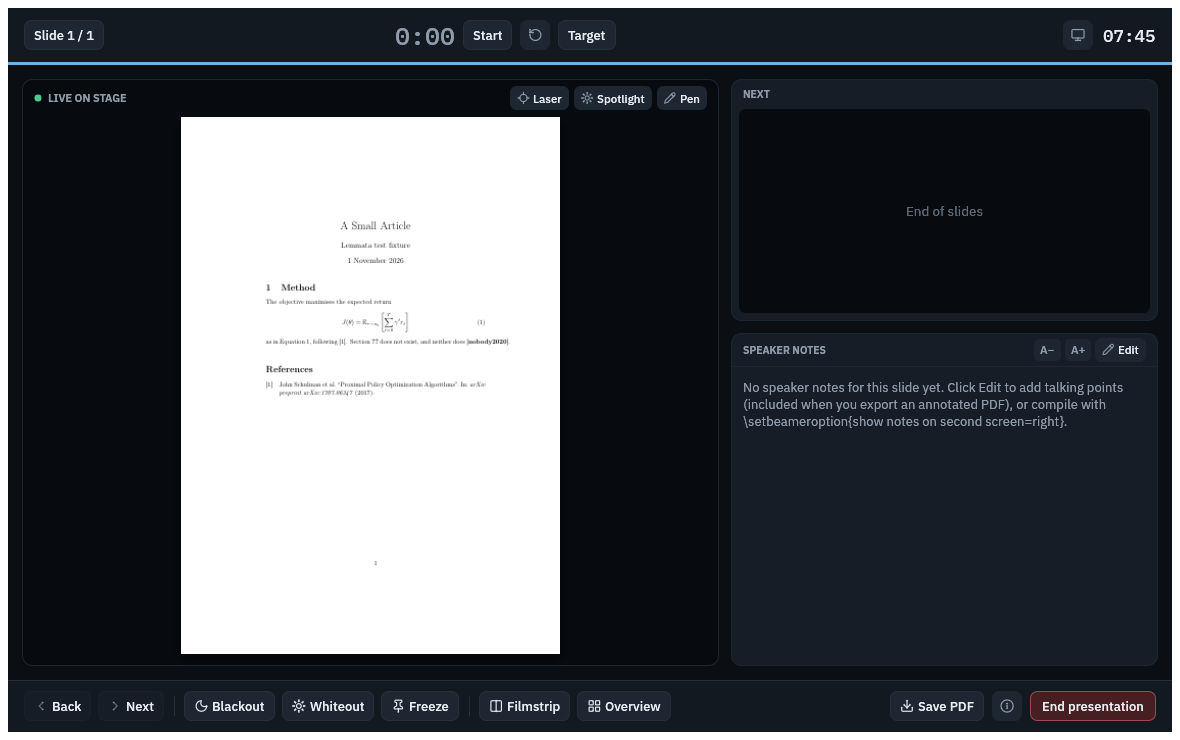 Slide 1 / 1
0:00
Start
Target
07:45
LIVE ON STAGE
Laser
Spotlight
Pen
A Small Article
Lemmata test fixture
1 November 2026
1 Method
The objective maximises the expected return
(1)
as in Equation 1, following [1]. Section ?? does not exist, and neither does [nobody2020].
References
[1] John Schulman et al. “Proximal Policy Optimization Algorithms”. In: arXiv
preprint arXiv:1707.06347 (2017).
1
NEXT
End of slides
SPEAKER NOTES
A−
A+
Edit
No speaker notes for this slide yet. Click Edit to add talking points
(included when you export an annotated PDF), or compile with
\setbeameroption{show notes on second screen=right}.
Back
Next
Blackout
Whiteout
Freeze
Filmstrip
Overview
Save PDF
End presentation